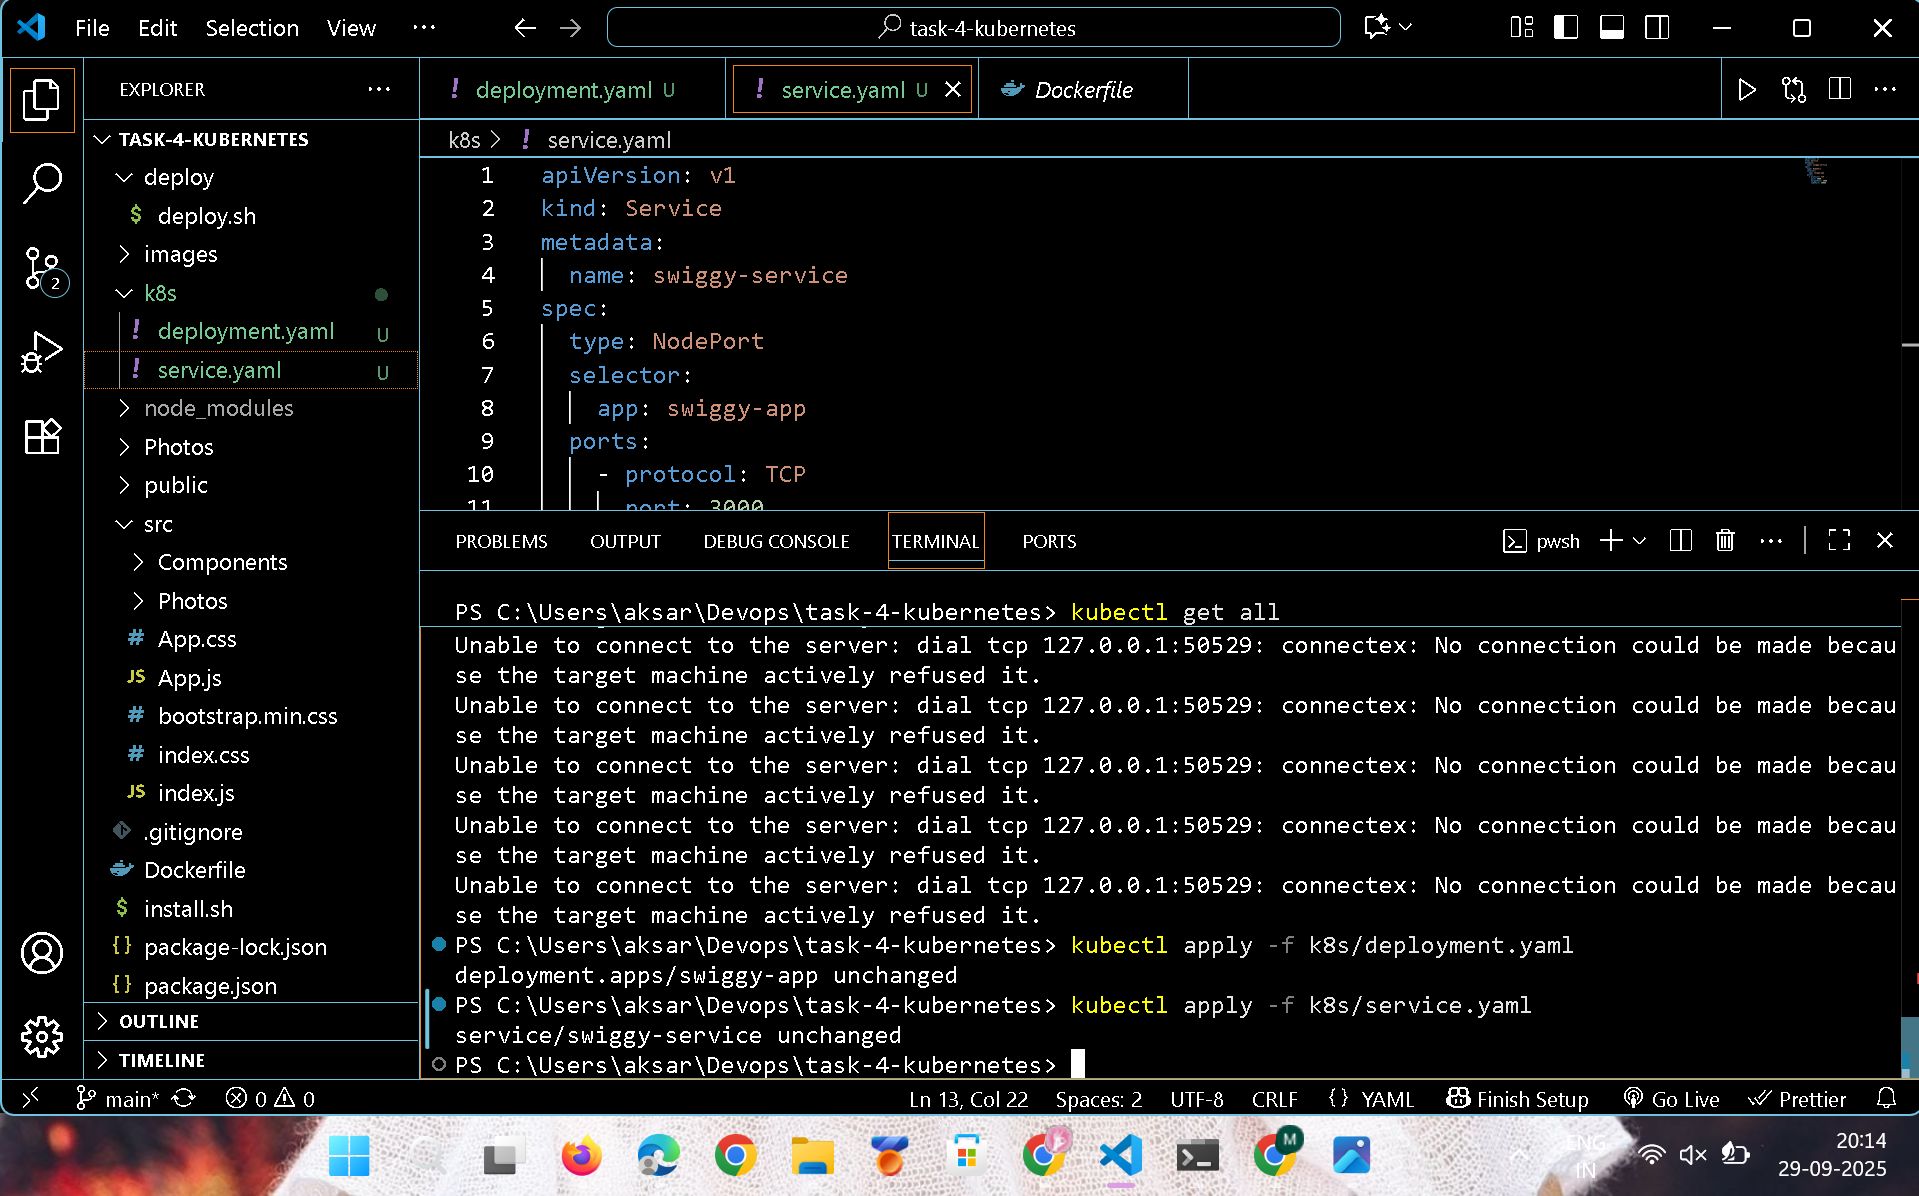 File Edit Selection View ···
task-4-kubernetes
EXPLORER
TASK-4-KUBERNETES
deploy
$ deploy.sh
images
k8s
! deployment.yaml U
! service.yaml U
node_modules
Photos
public
src
Components
Photos
# App.css
JS App.js
# bootstrap.min.css
# index.css
JS index.js
.gitignore
Dockerfile
$ install.sh
{} package-lock.json
{} package.json
OUTLINE
TIMELINE
2
! deployment.yaml U
! service.yaml U
Dockerfile
k8s > ! service.yaml
1 apiVersion: v1
2 kind: Service
3 metadata:
4 name: swiggy-service
5 spec:
6 type: NodePort
7 selector:
8 app: swiggy-app
9 ports:
10 - protocol: TCP
11 port: 3000
PROBLEMS OUTPUT DEBUG CONSOLE TERMINAL PORTS
pwsh
PS C:\Users\aksar\Devops\task-4-kubernetes> kubectl get all
Unable to connect to the server: dial tcp 127.0.0.1:50529: connectex: No connection could be made becau
se the target machine actively refused it.
Unable to connect to the server: dial tcp 127.0.0.1:50529: connectex: No connection could be made becau
se the target machine actively refused it.
Unable to connect to the server: dial tcp 127.0.0.1:50529: connectex: No connection could be made becau
se the target machine actively refused it.
Unable to connect to the server: dial tcp 127.0.0.1:50529: connectex: No connection could be made becau
se the target machine actively refused it.
Unable to connect to the server: dial tcp 127.0.0.1:50529: connectex: No connection could be made becau
se the target machine actively refused it.
PS C:\Users\aksar\Devops\task-4-kubernetes> kubectl apply -f k8s/deployment.yaml
deployment.apps/swiggy-app unchanged
PS C:\Users\aksar\Devops\task-4-kubernetes> kubectl apply -f k8s/service.yaml
service/swiggy-service unchanged
PS C:\Users\aksar\Devops\task-4-kubernetes>
main* 0 0
Ln 13, Col 22 Spaces: 2 UTF-8 CRLF {} YAML Finish Setup Go Live Prettier
M
ENG
IN
20:14
29-09-2025